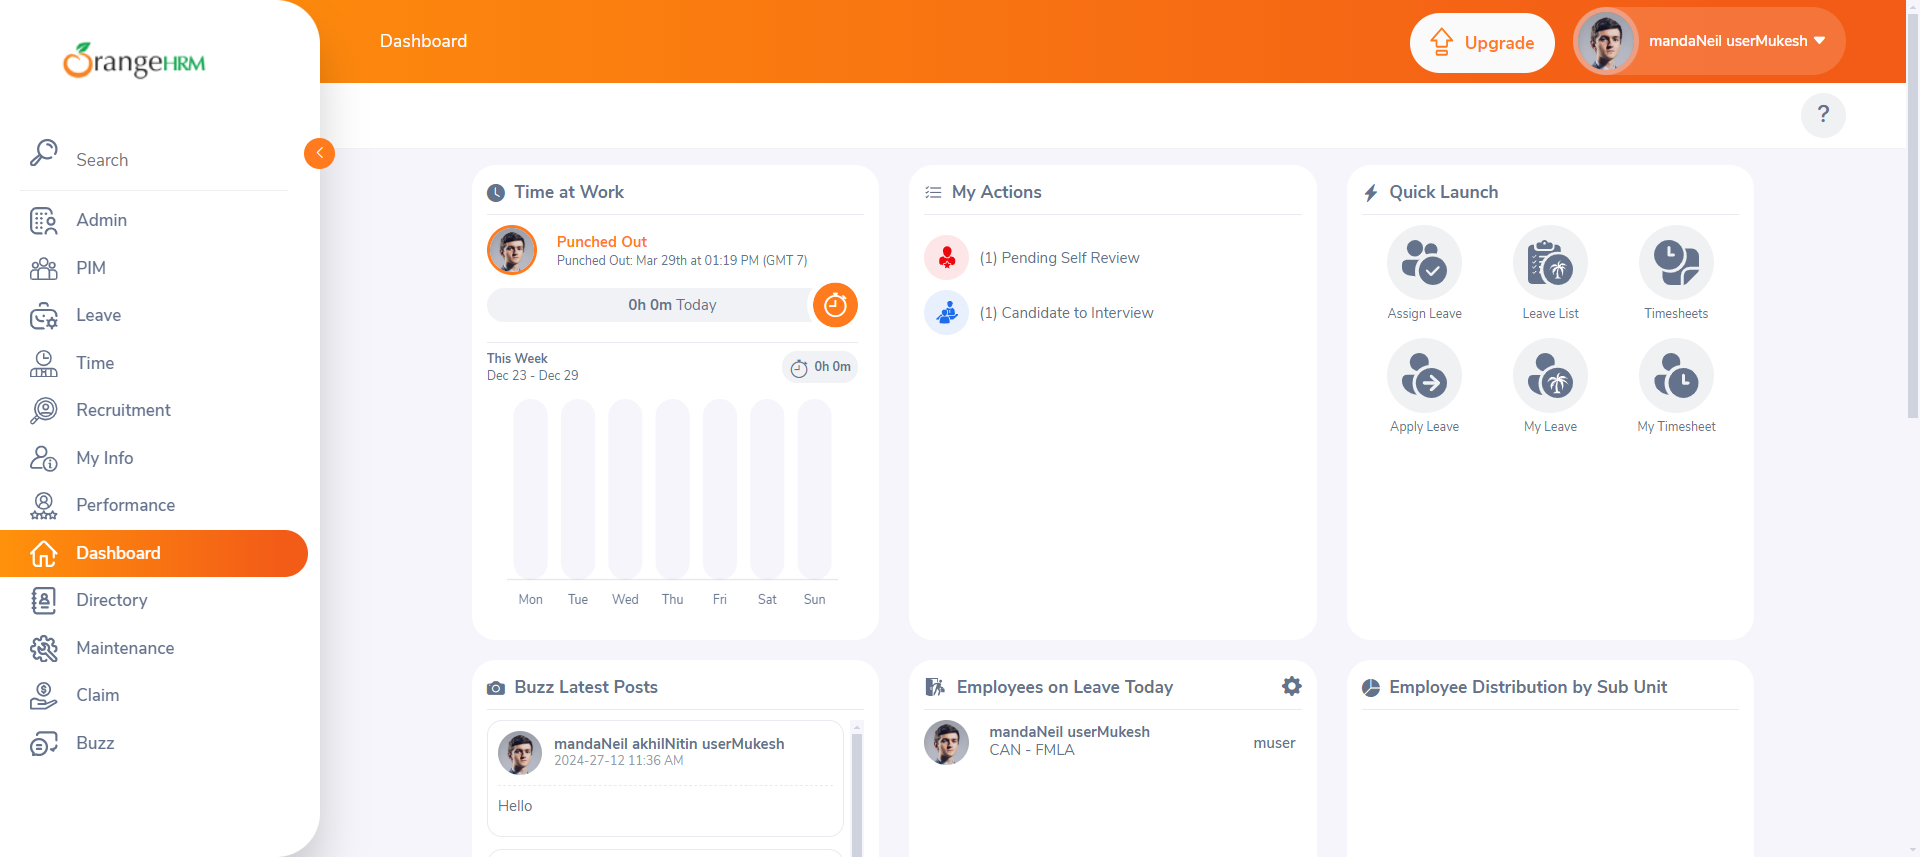 OrangeHRM
Search
Admin
PIM
Leave
Time
Recruitment
My Info
Performance
Dashboard
Directory
Maintenance
Claim
Buzz
Dashboard
Upgrade
mandaNeil userMukesh
?
Time at Work
Punched Out
Punched Out: Mar 29th at 01:19 PM (GMT 7)
0h 0m Today
This Week
Dec 23 - Dec 29
0h 0m
Mon Tue Wed Thu Fri Sat Sun
My Actions
(1) Pending Self Review
(1) Candidate to Interview
Quick Launch
Assign Leave Leave List Timesheets
Apply Leave My Leave My Timesheet
Buzz Latest Posts
mandaNeil akhilNitin userMukesh
2024-27-12 11:36 AM
Hello
Employees on Leave Today
mandaNeil userMukesh
CAN - FMLA
muser
Employee Distribution by Sub Unit